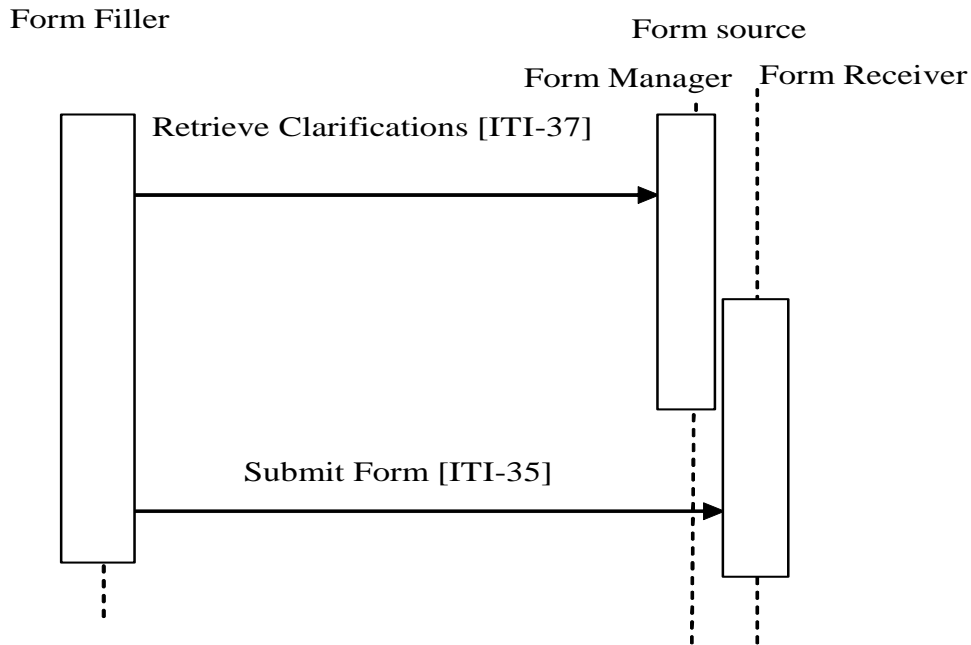 Form Filler
Form source
Form Manager
Form Receiver
Retrieve Clarifications [ITI-37]
Submit Form [ITI-35]